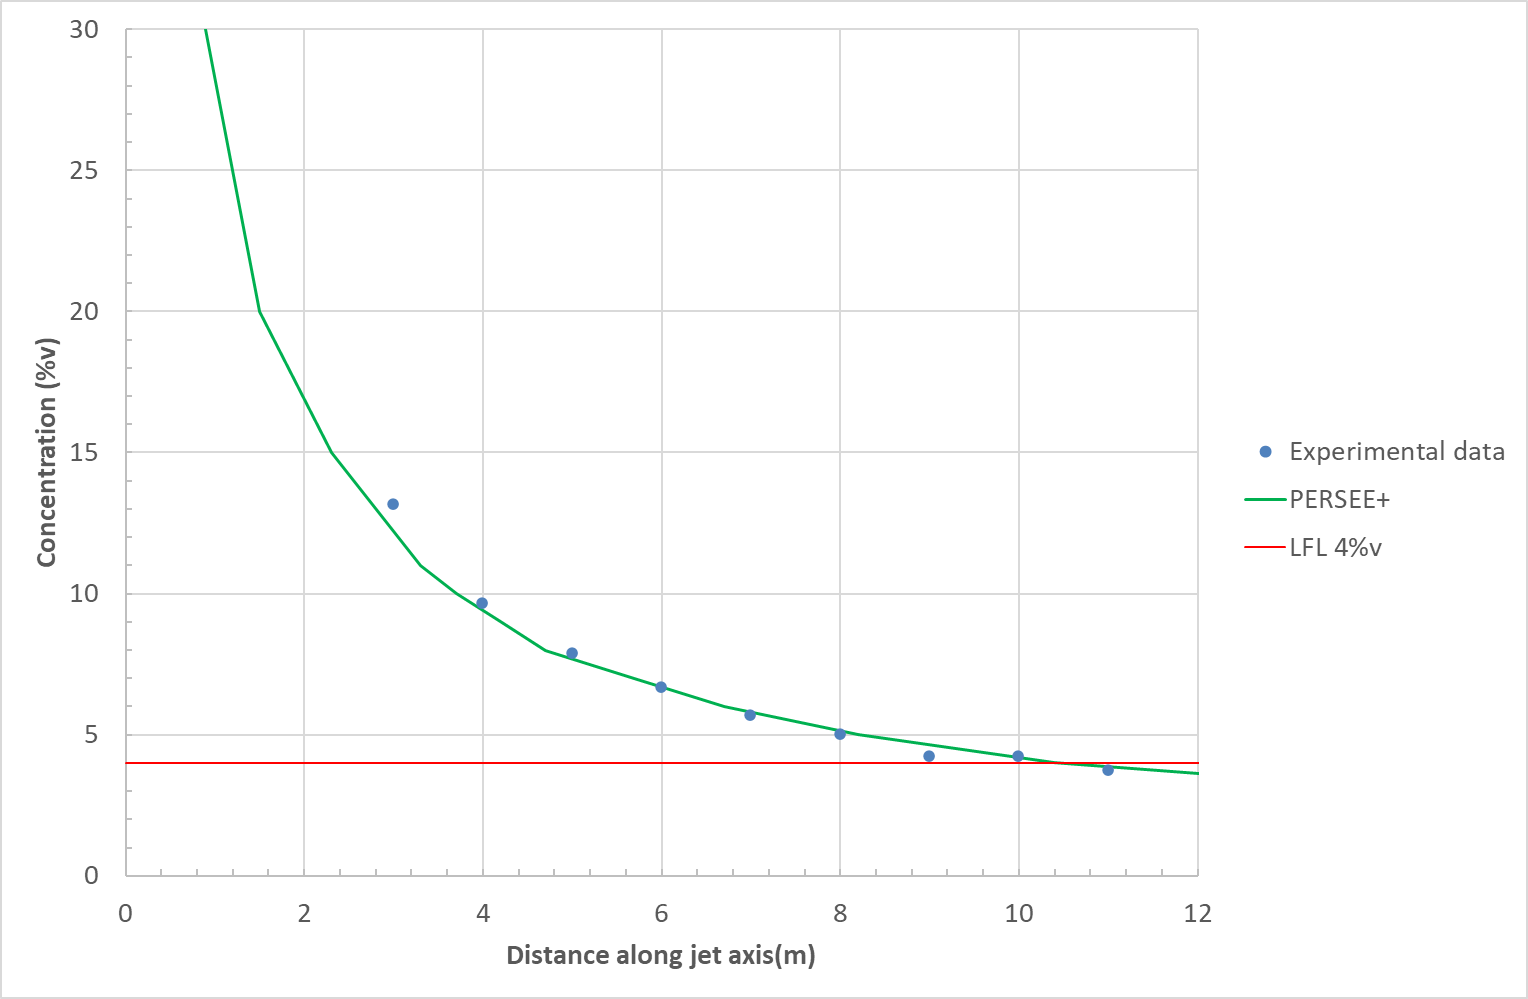 30
25
20
15
10
5
0
Concentration (%v)
0 2 4 6 8 10 12
Distance along jet axis(m)
Experimental data
PERSEE+
LFL 4%v